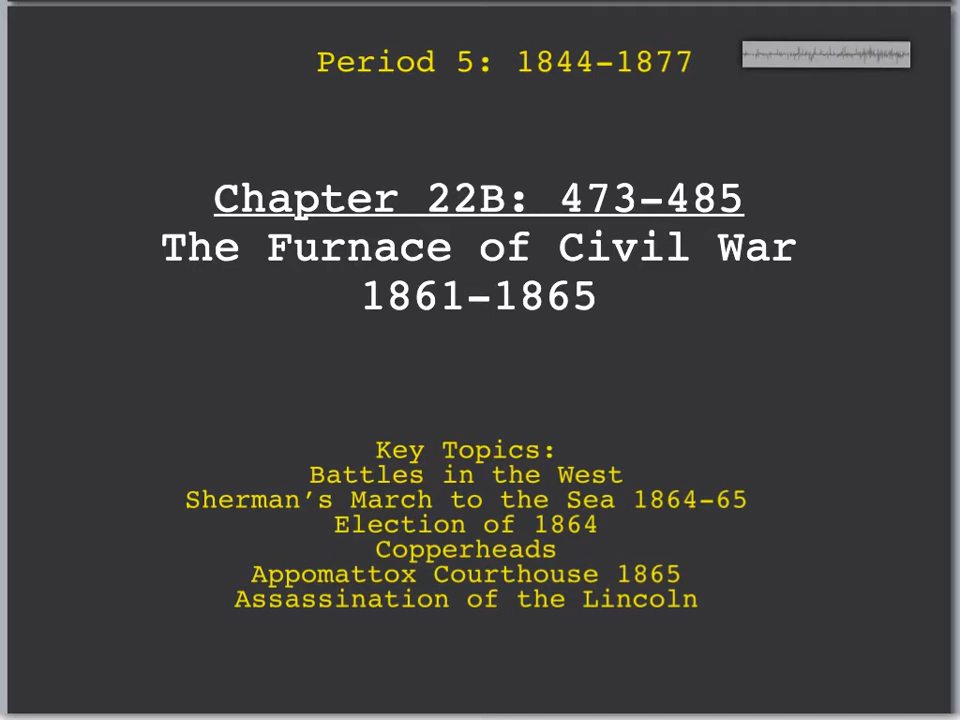 Period 5: 1844-1877
Chapter 22B: 473-485
The Furnace of Civil War
1861-1865
Key Topics:
Battles in the West
Sherman's March to the Sea 1864-65
Election of 1864
Copperheads
Appomattox Courthouse 1865
Assassination of the Lincoln